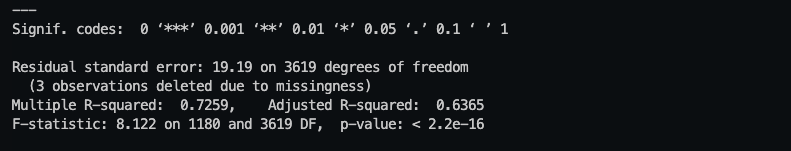 ---
Signif. codes:  0 ‘***’ 0.001 ‘**’ 0.01 ‘*’ 0.05 ‘.’ 0.1 ‘ ’ 1

Residual standard error: 19.19 on 3619 degrees of freedom
  (3 observations deleted due to missingness)
Multiple R-squared:  0.7259,    Adjusted R-squared:  0.6365
F-statistic: 8.122 on 1180 and 3619 DF,  p-value: < 2.2e-16